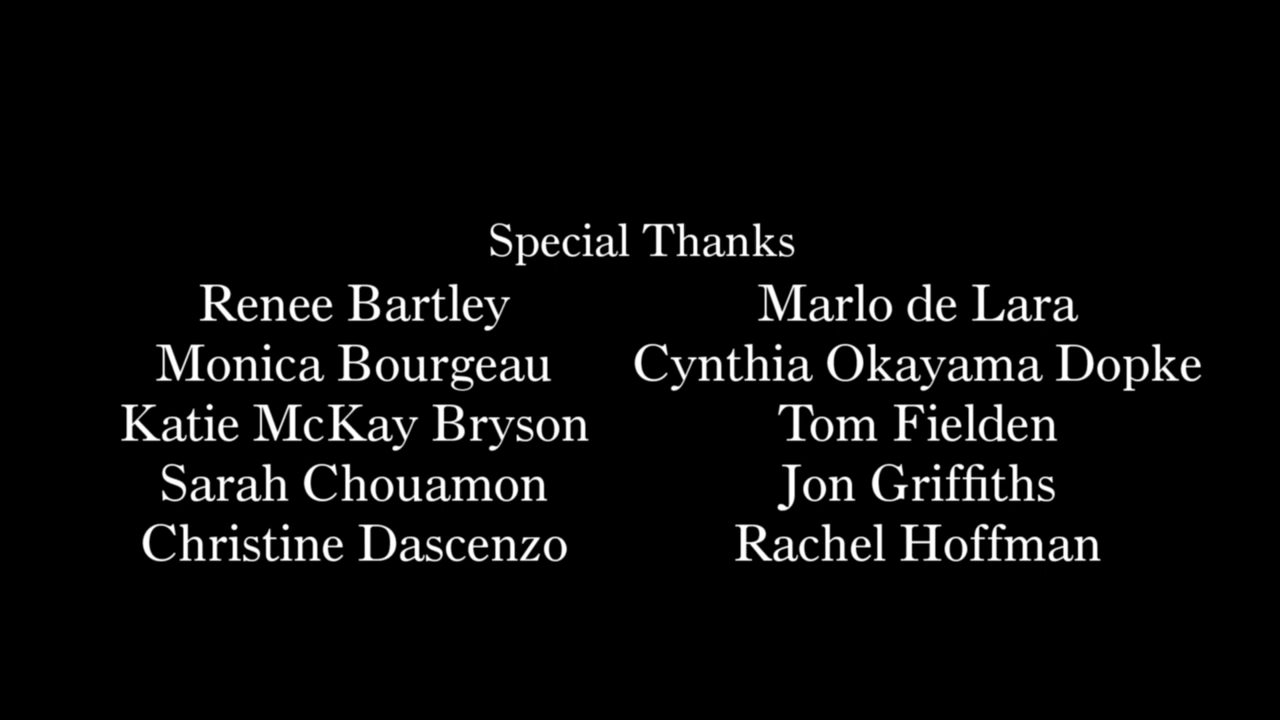 Special Thanks
Renee Bartley
Monica Bourgeau
Katie McKay Bryson
Sarah Chouamon
Christine Dascenzo
Marlo de Lara
Cynthia Okayama Dopke
Tom Fielden
Jon Griffiths
Rachel Hoffman